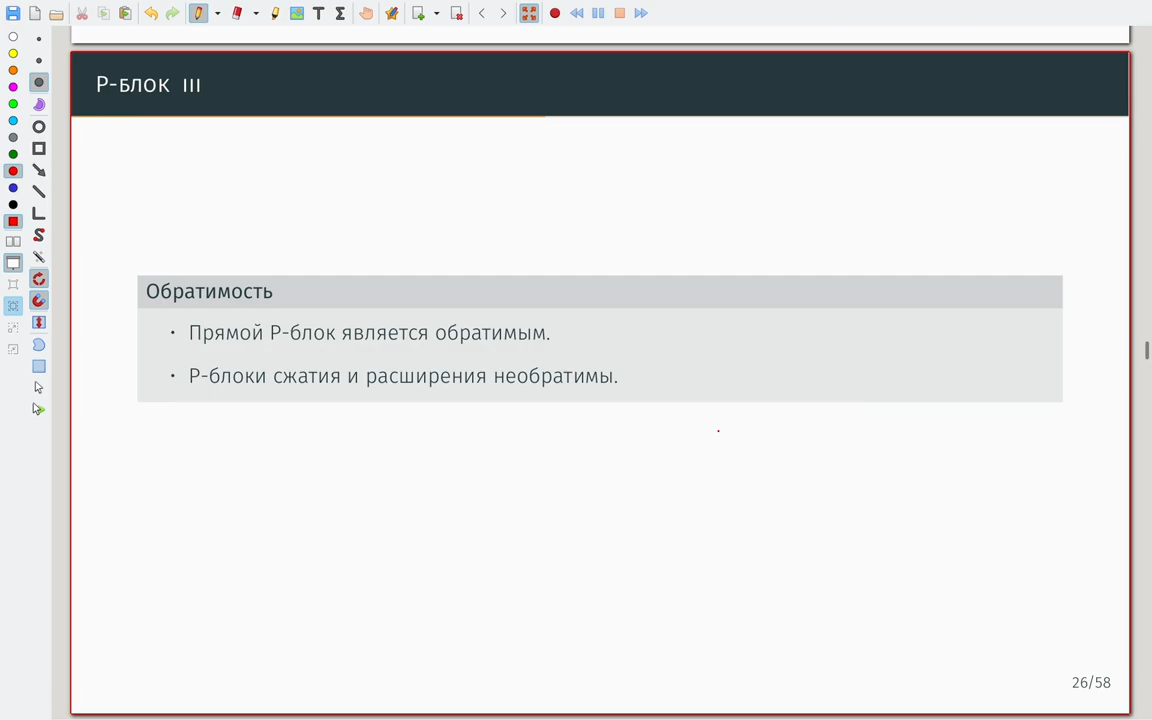 P-блок III
Обратимость
• Прямой P-блок является обратимым.
• P-блоки сжатия и расширения необратимы.
26/58